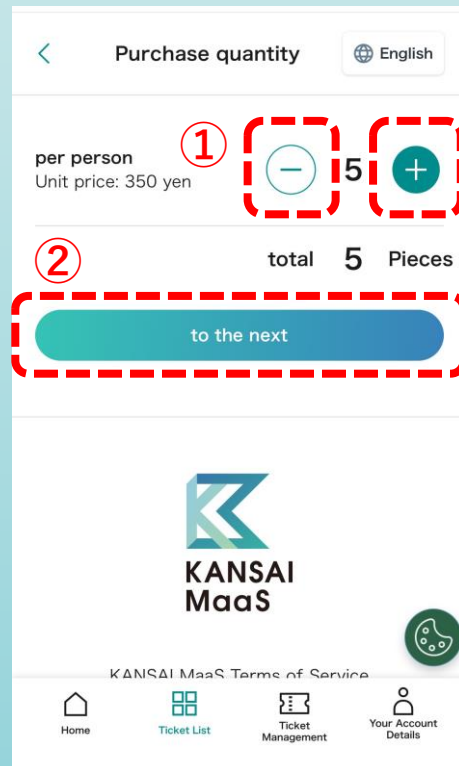 Purchase quantity
English
①
per person
Unit price: 350 yen
5
②
total 5 Pieces
to the next
KANSAI
MaaS
KANSAI MaaS Terms of Service
Home
Ticket List
Ticket
Management
Your Account
Details